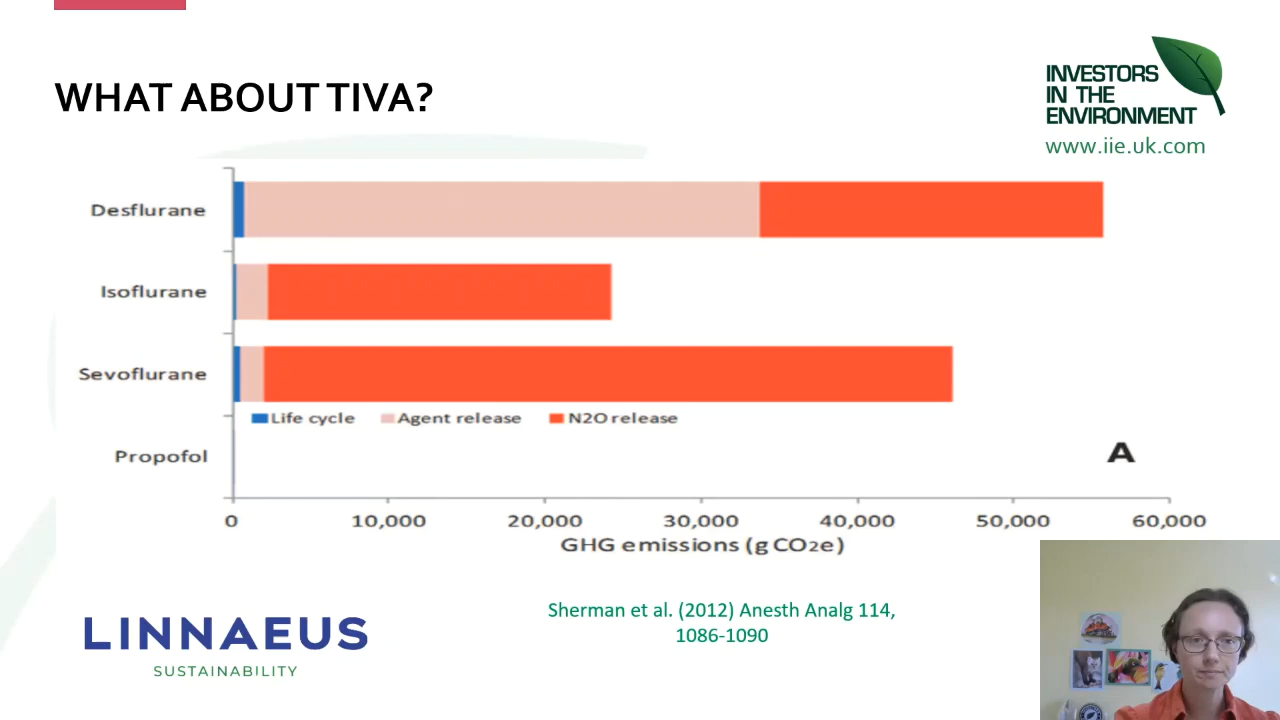 WHAT ABOUT TIVA?
INVESTORS
IN THE
ENVIRONMENT
www.iie.uk.com
Desflurane
Isoflurane
Sevoflurane
Life cycle Agent release N2O release
Propofol
A
0 10,000 20,000 30,000 40,000 50,000 60,000
GHG emissions (g CO2e)
Sherman et al. (2012) Anesth Analg 114,
1086-1090
LINNAEUS
SUSTAINABILITY